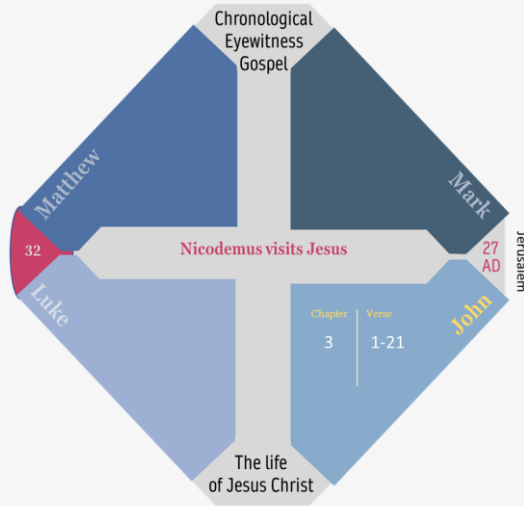 Chronological
Eyewitness
Gospel
Matthew
Mark
32
Nicodemus visits Jesus
27
AD
Jerusalem
Luke
John
Chapter
Verse
3
1-21
The life
of Jesus Christ